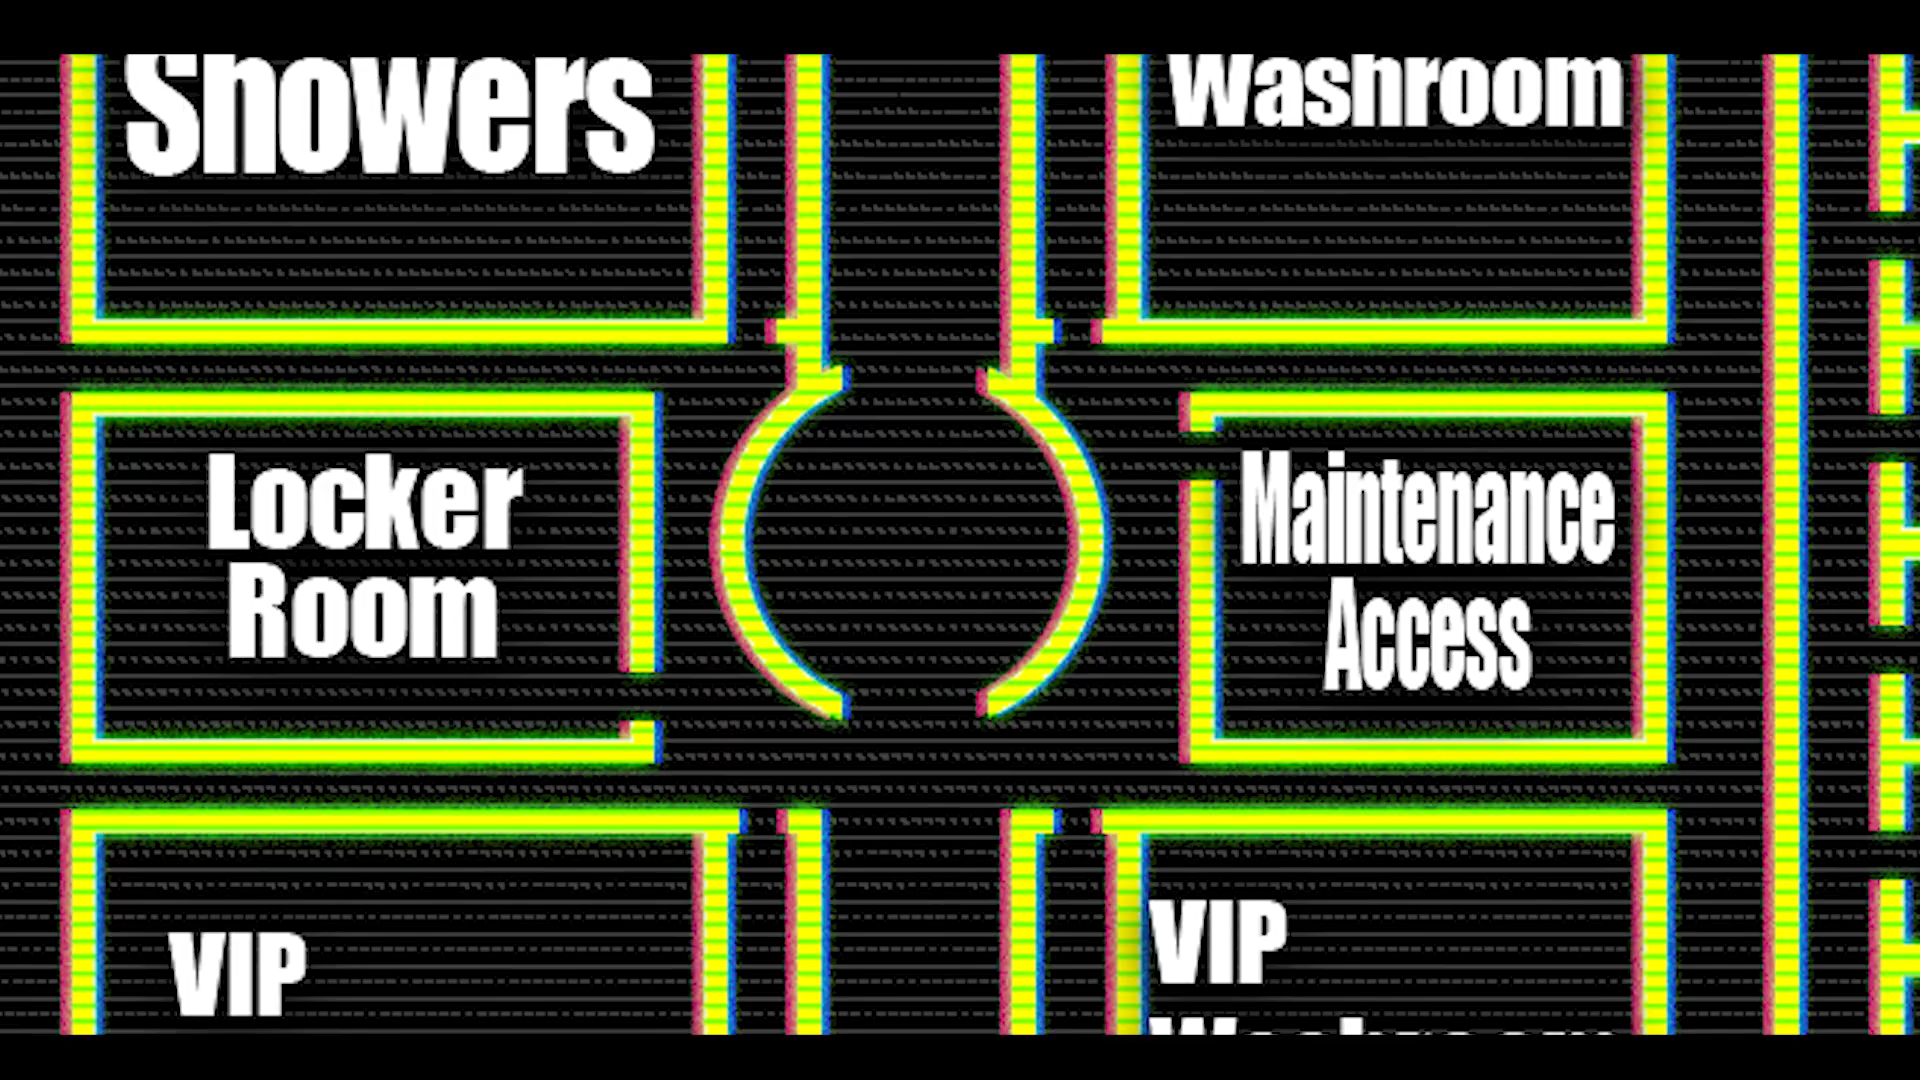 Showers
Washroom
Locker
Room
Maintenance
Access
VIP
VIP